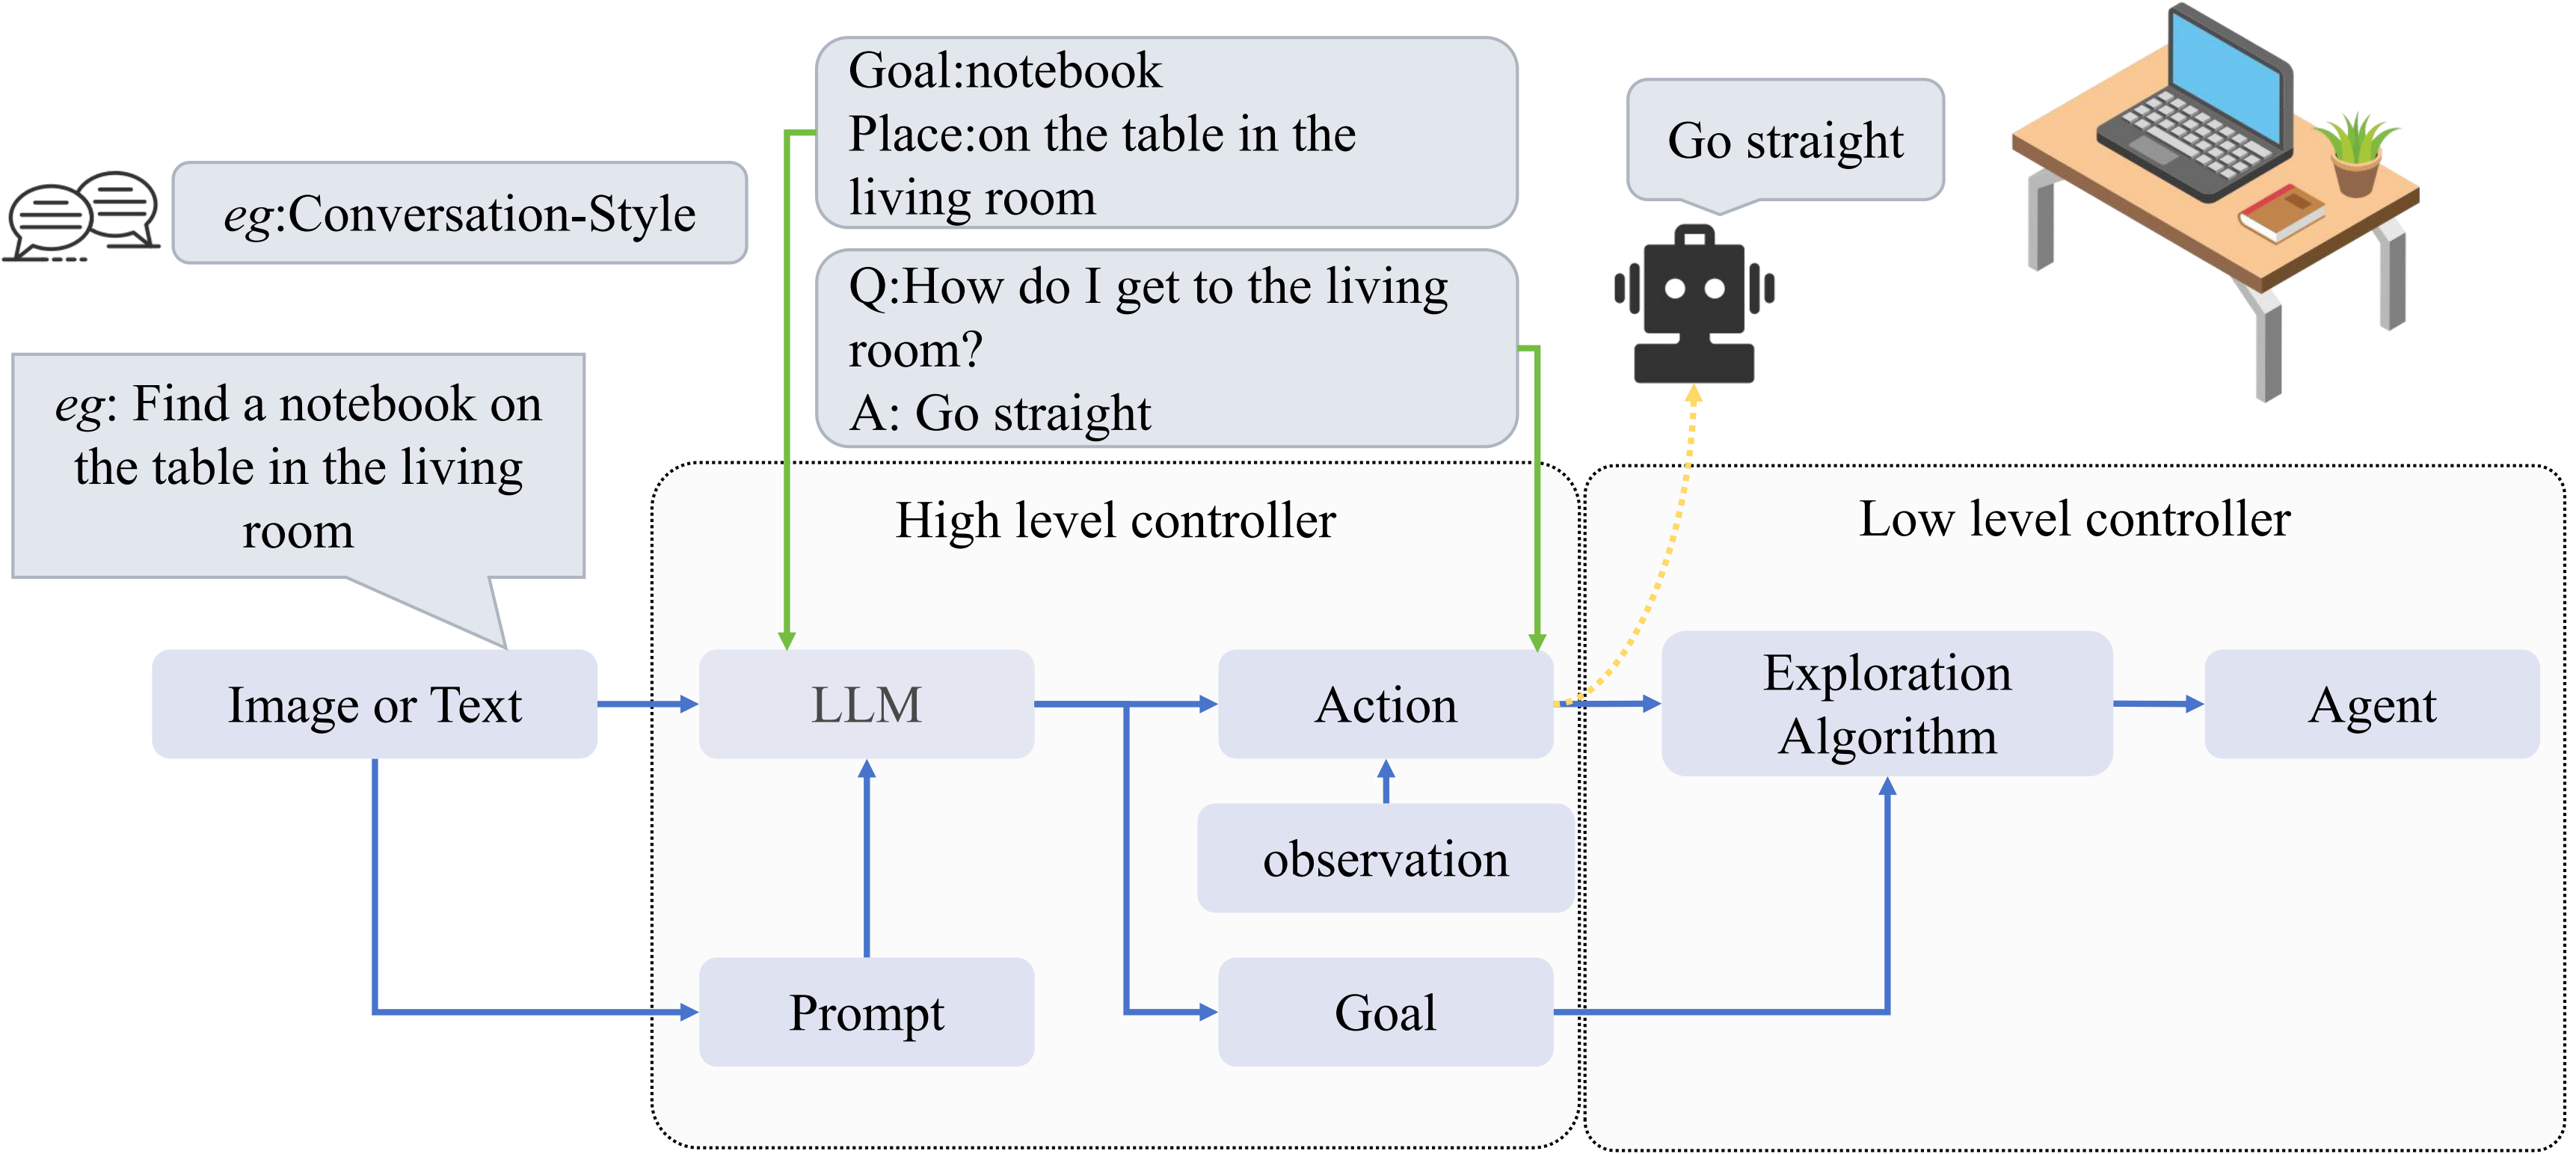 Goal:notebook
Place:on the table in the
living room
Go straight
eg:Conversation-Style
Q:How do I get to the living
room?
A: Go straight
eg: Find a notebook on
the table in the living
room
High level controller
Low level controller
Image or Text
LLM
Action
Exploration
Algorithm
Agent
observation
Prompt
Goal